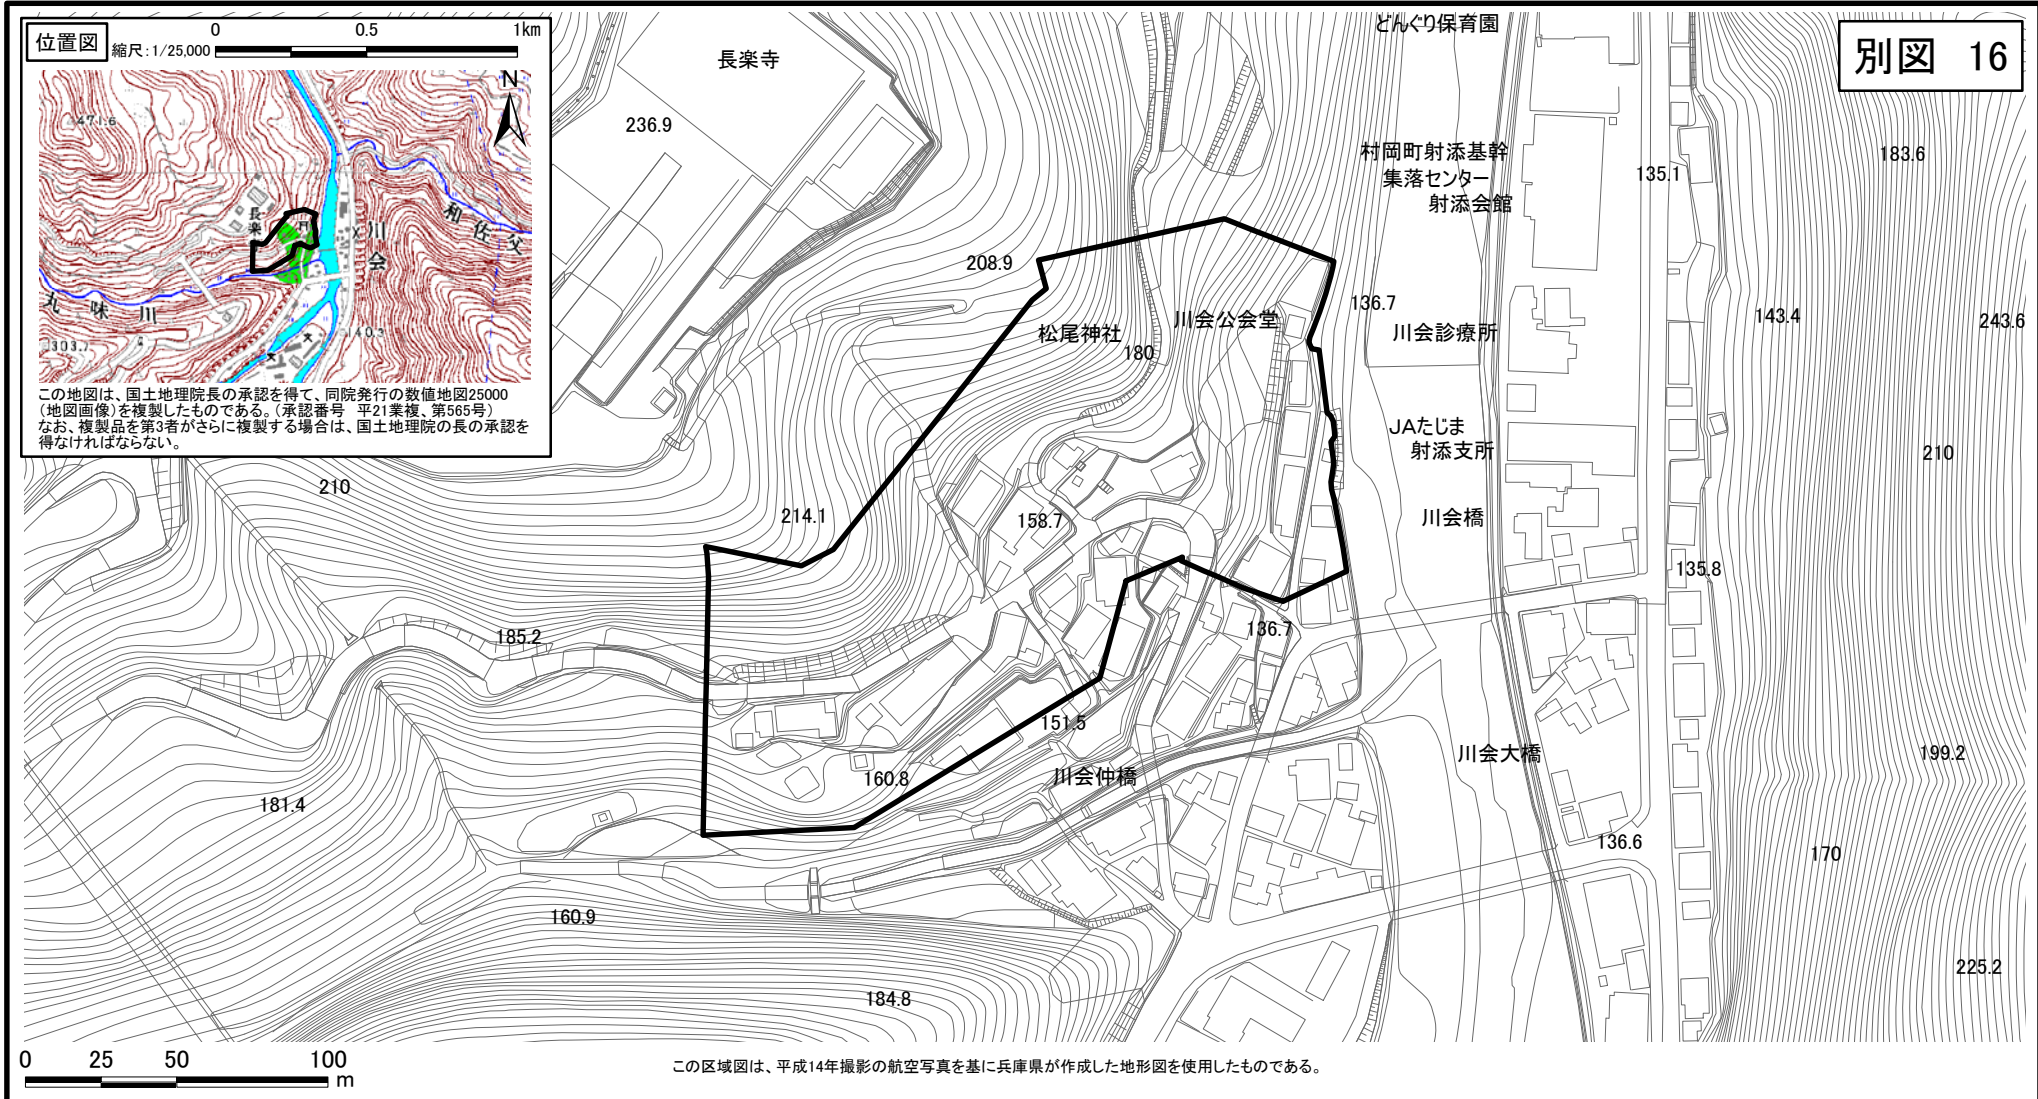 位置図
縮尺：1/25,000
0 0.5 1km
N
471.6
長楽
川会
和佐父
丸味川
303.7
140.3
この地図は、国土地理院長の承認を得て、同院発行の数値地図25000
（地図画像）を複製したものである。（承認番号 平21業複、第565号）
なお、複製品を第3者がさらに複製する場合は、国土地理院の長の承認を
得なければならない。
別図 16
どんぐり保育園
長楽寺
236.9
村岡町射添基幹
集落センター
射添会館
135.1
183.6
208.9
136.7
川会公会堂
松尾神社
180
川会診療所
143.4
243.6
JAたじま
射添支所
210
210
214.1
158.7
川会橋
135.8
185.2
136.7
151.5
川会大橋
199.2
160.8
川会仲橋
181.4
136.6
170
160.9
225.2
184.8
0 25 50 100
m
この区域図は、平成14年撮影の航空写真を基に兵庫県が作成した地形図を使用したものである。